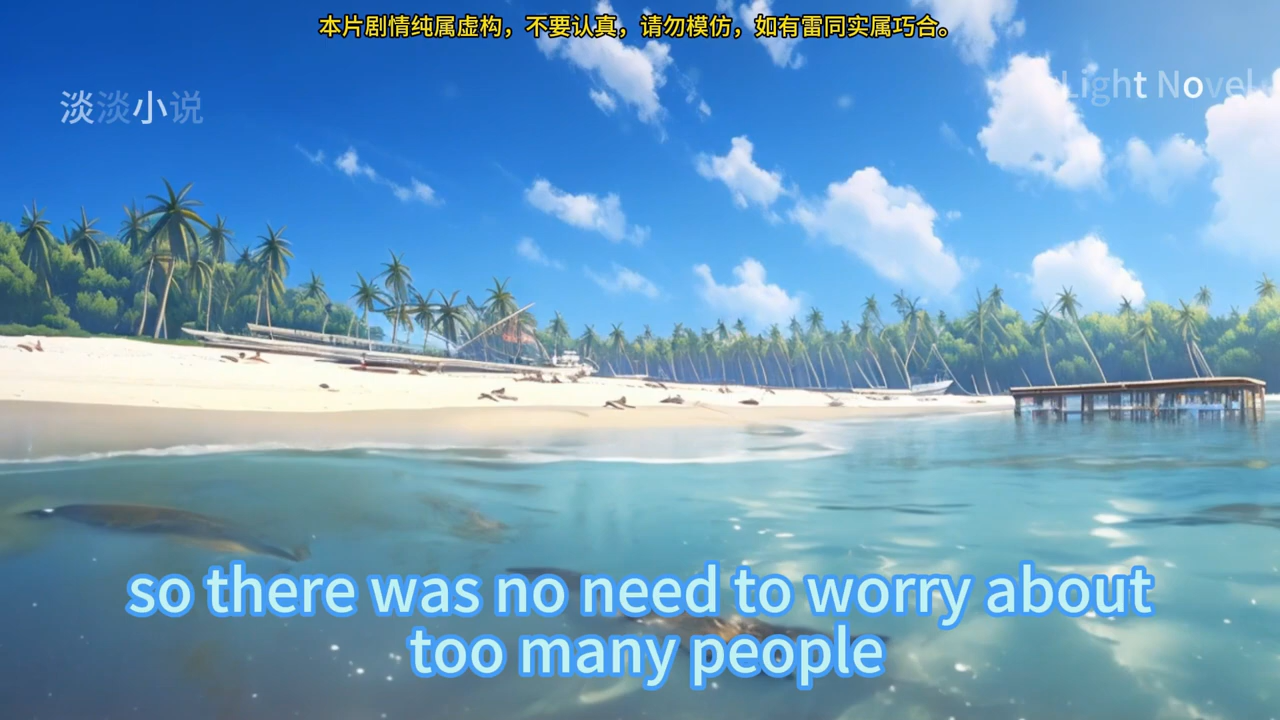 本片剧情纯属虚构，不要认真，请勿模仿，如有雷同实属巧合。
淡淡小说
Light Novel
so there was no need to worry about
too many people